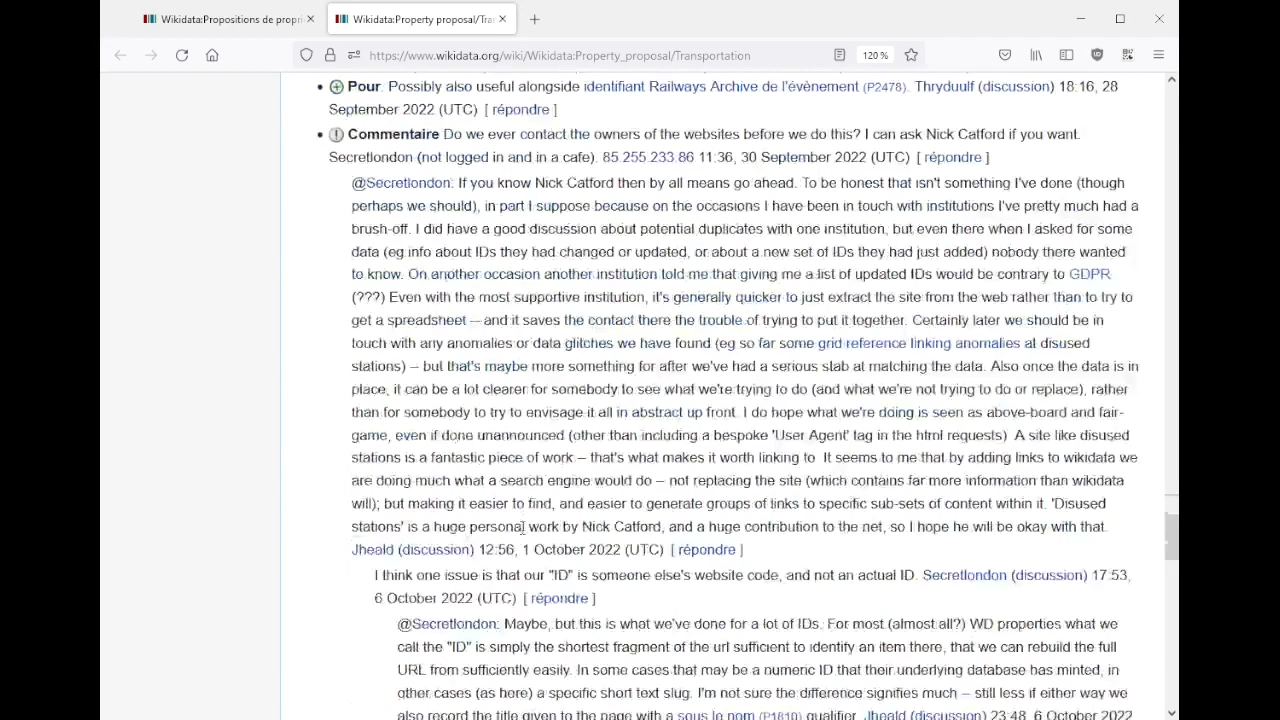 Wikidata:Propositions de propri
Wikidata:Property proposal/Tra
https://www.wikidata.org/wiki/Wikidata:Property_proposal/Transportation
120 %
• Pour. Possibly also useful alongside identifiant Railways Archive de l'évènement (P2478). Thryduulf (discussion) 18:16, 28
September 2022 (UTC) [ répondre ]
• Commentaire Do we ever contact the owners of the websites before we do this? I can ask Nick Catford if you want.
Secretlondon (not logged in and in a cafe). 85.255.233.86 11:36, 30 September 2022 (UTC) [ répondre ]
@Secretlondon: If you know Nick Catford then by all means go ahead. To be honest that isn't something I've done (though
perhaps we should), in part I suppose because on the occasions I have been in touch with institutions I've pretty much had a
brush-off. I did have a good discussion about potential duplicates with one institution, but even there when I asked for some
data (eg info about IDs they had changed or updated, or about a new set of IDs they had just added) nobody there wanted
to know. On another occasion another institution told me that giving me a list of updated IDs would be contrary to GDPR
(???) Even with the most supportive institution, it's generally quicker to just extract the site from the web rather than to try to
get a spreadsheet – and it saves the contact there the trouble of trying to put it together. Certainly later we should be in
touch with any anomalies or data glitches we have found (eg so far some grid reference linking anomalies at disused
stations) – but that's maybe more something for after we've had a serious stab at matching the data. Also once the data is in
place, it can be a lot clearer for somebody to see what we're trying to do (and what we're not trying to do or replace), rather
than for somebody to try to envisage it all in abstract up front. I do hope what we're doing is seen as above-board and fair-
game, even if done unannounced (other than including a bespoke 'User Agent' tag in the html requests). A site like disused
stations is a fantastic piece of work – that's what makes it worth linking to. It seems to me that by adding links to wikidata we
are doing much what a search engine would do – not replacing the site (which contains far more information than wikidata
will); but making it easier to find, and easier to generate groups of links to specific sub-sets of content within it. 'Disused
stations' is a huge personal work by Nick Catford, and a huge contribution to the net, so I hope he will be okay with that.
Jheald (discussion) 12:56, 1 October 2022 (UTC) [ répondre ]
I think one issue is that our "ID" is someone else's website code, and not an actual ID. Secretlondon (discussion) 17:53,
6 October 2022 (UTC) [ répondre ]
@Secretlondon: Maybe, but this is what we've done for a lot of IDs. For most (almost all?) WD properties what we
call the "ID" is simply the shortest fragment of the url sufficient to identify an item there, that we can rebuild the full
URL from sufficiently easily. In some cases that may be a numeric ID that their underlying database has minted, in
other cases (as here) a specific short text slug. I'm not sure the difference signifies much – still less if either way we
also record the title given to the page with a sous le nom (P1810) qualifier. Jheald (discussion) 23:48, 6 October 2022